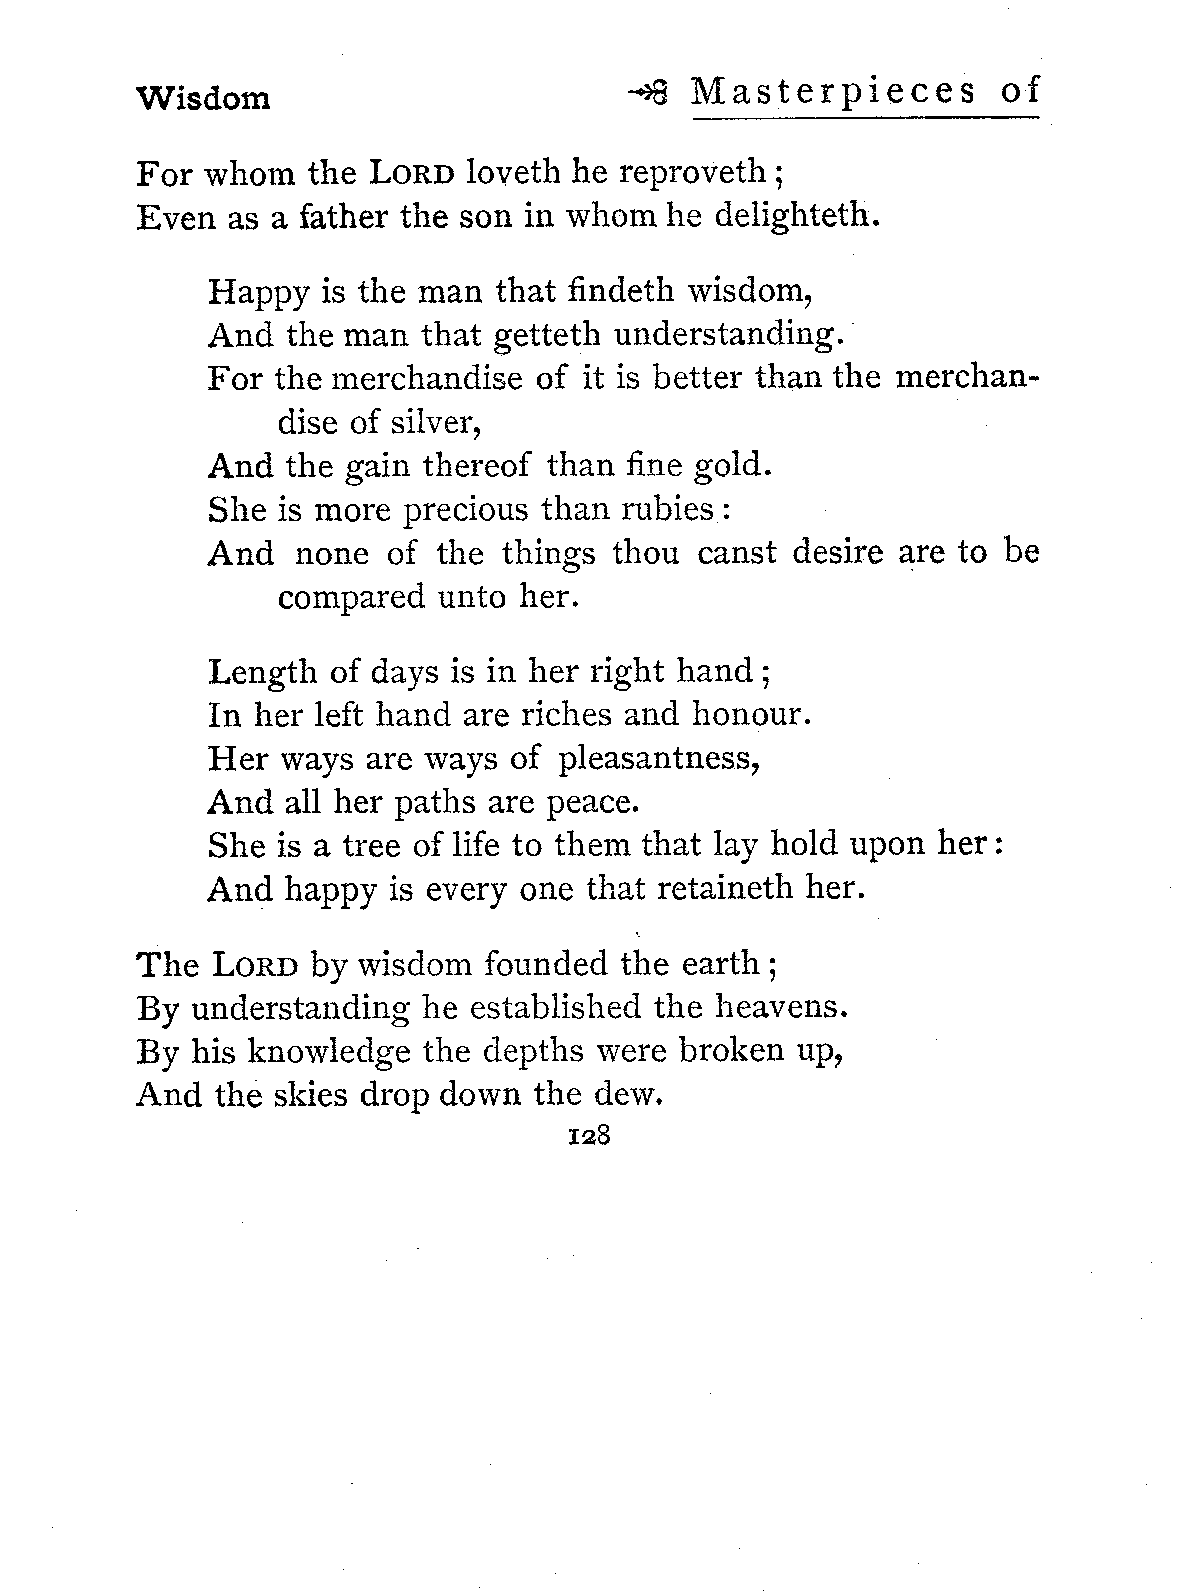 Wisdom Masterpieces of
For whom the LORD loveth he reproveth;
Even as a father the son in whom he delighteth.
Happy is the man that findeth wisdom,
And the man that getteth understanding.
For the merchandise of it is better than the merchan-
dise of silver,
And the gain thereof than fine gold.
She is more precious than rubies:
And none of the things thou canst desire are to be
compared unto her.
Length of days is in her right hand;
In her left hand are riches and honour.
Her ways are ways of pleasantness,
And all her paths are peace.
She is a tree of life to them that lay hold upon her:
And happy is every one that retaineth her.
The LORD by wisdom founded the earth;
By understanding he established the heavens.
By his knowledge the depths were broken up,
And the skies drop down the dew.
128